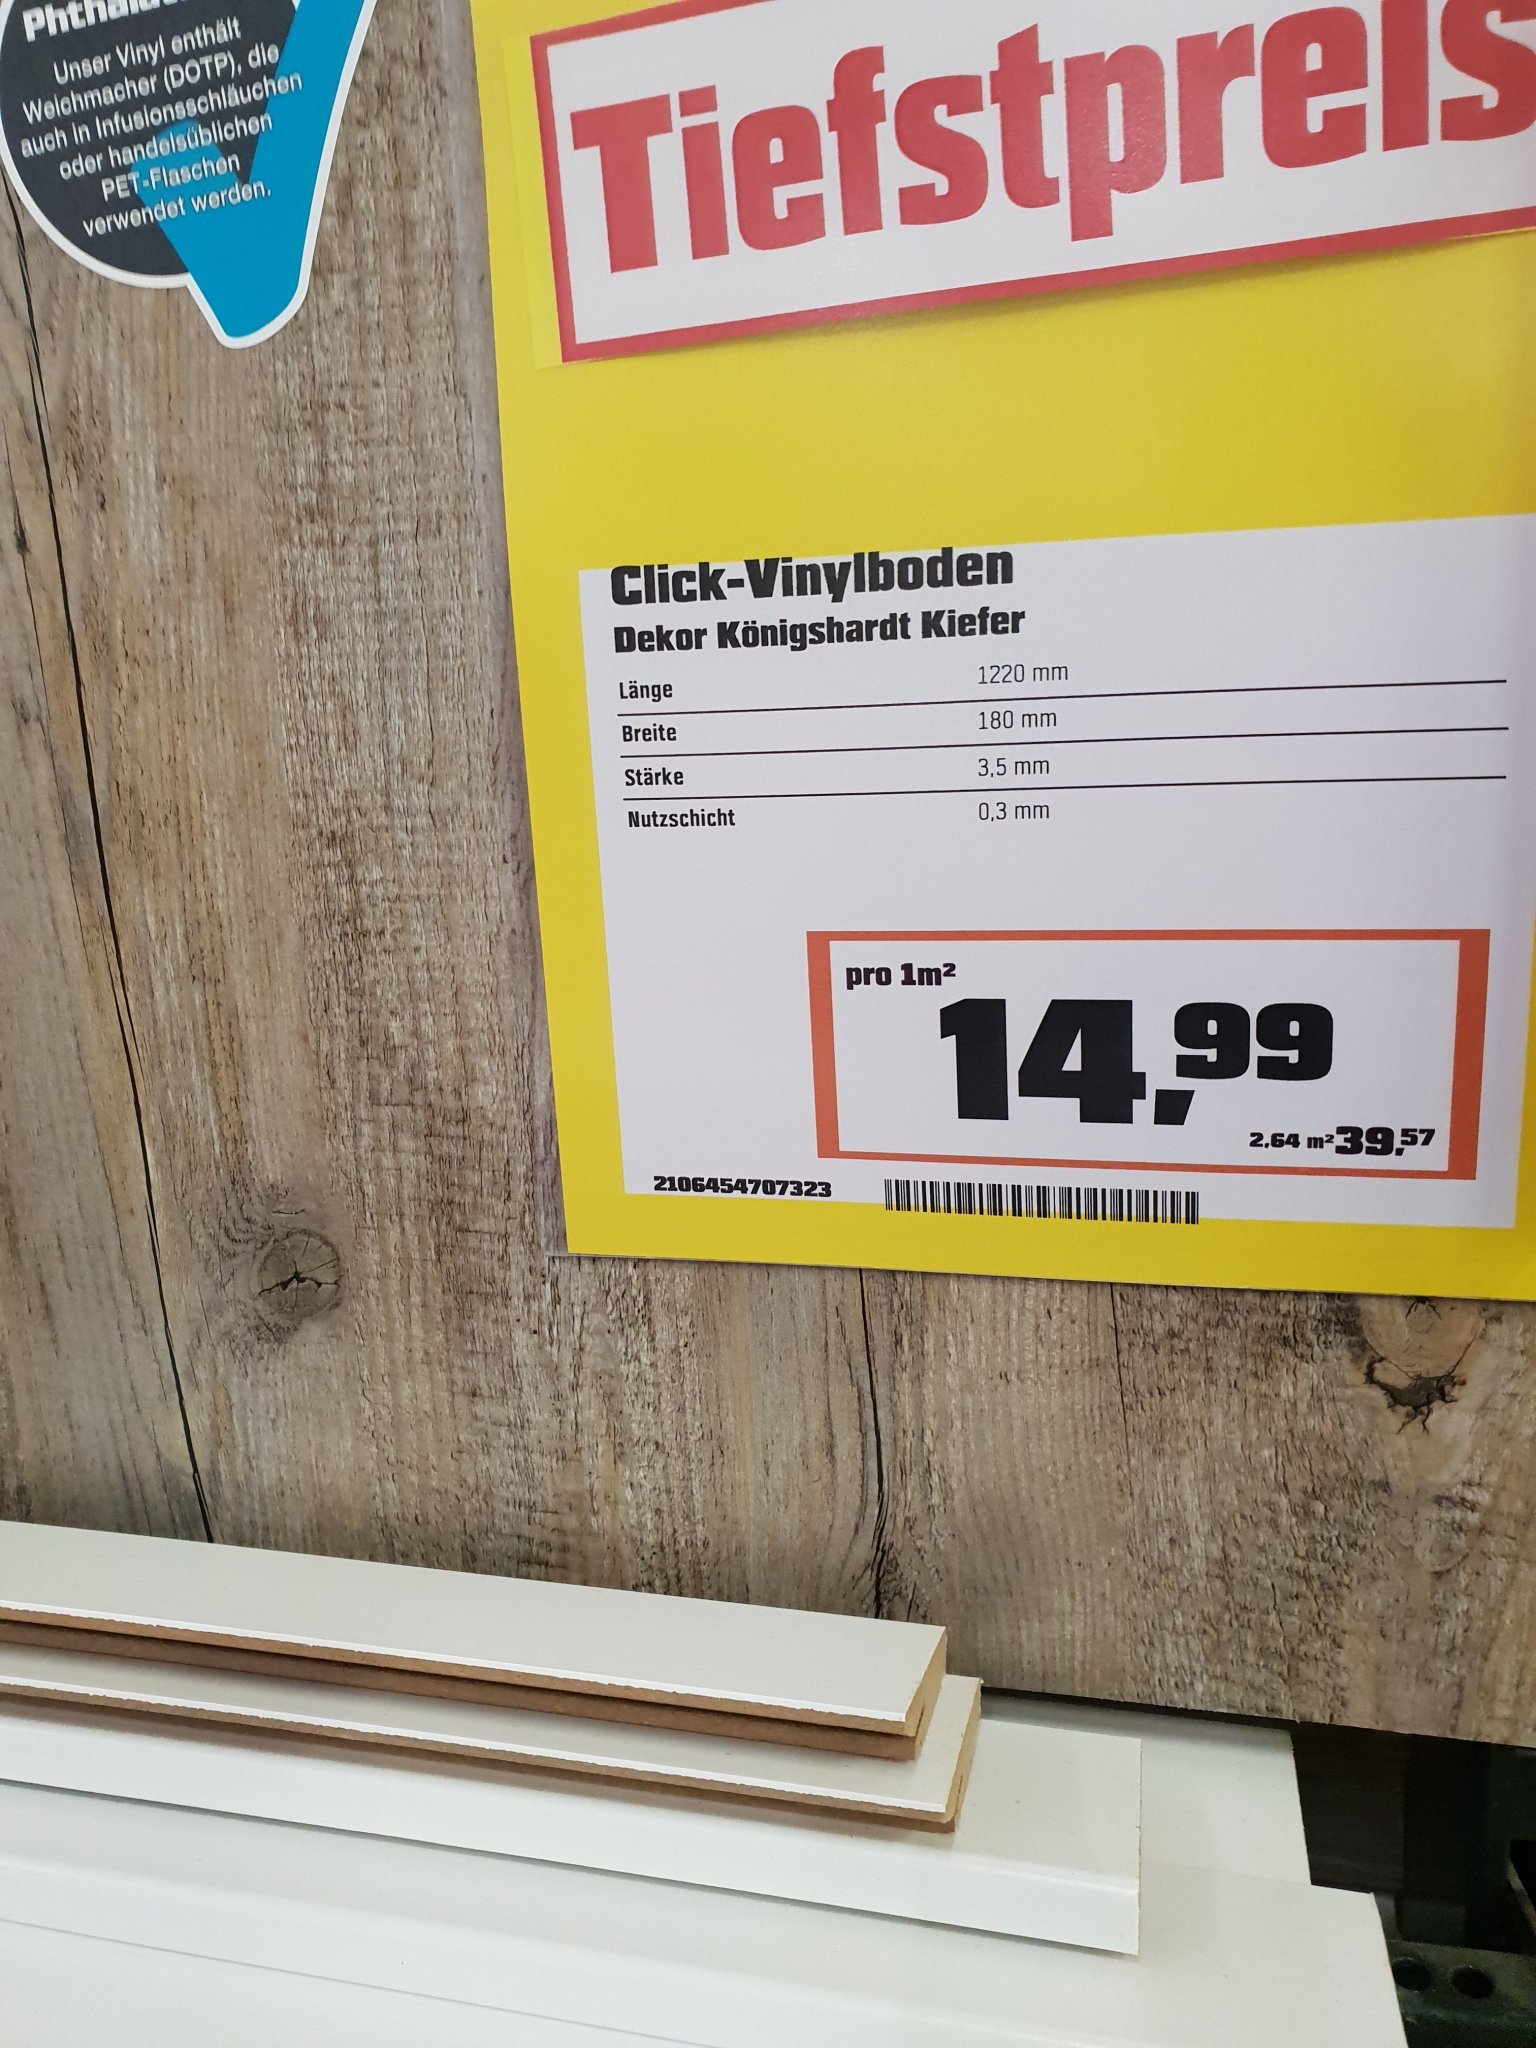 Unser Vinyl enthält
Weichmacher (DOTP), die
auch in Infusionsschläuchen
oder handelsüblichen
PET-Flaschen
verwendet werden.
Tiefstpreis
Click-Vinylboden
Dekor Königshardt Kiefer
Länge 1220 mm
Breite 180 mm
Stärke 3,5 mm
Nutzschicht 0,3 mm
pro 1m²
14,99
2,64 m² 39,57
2106454707323